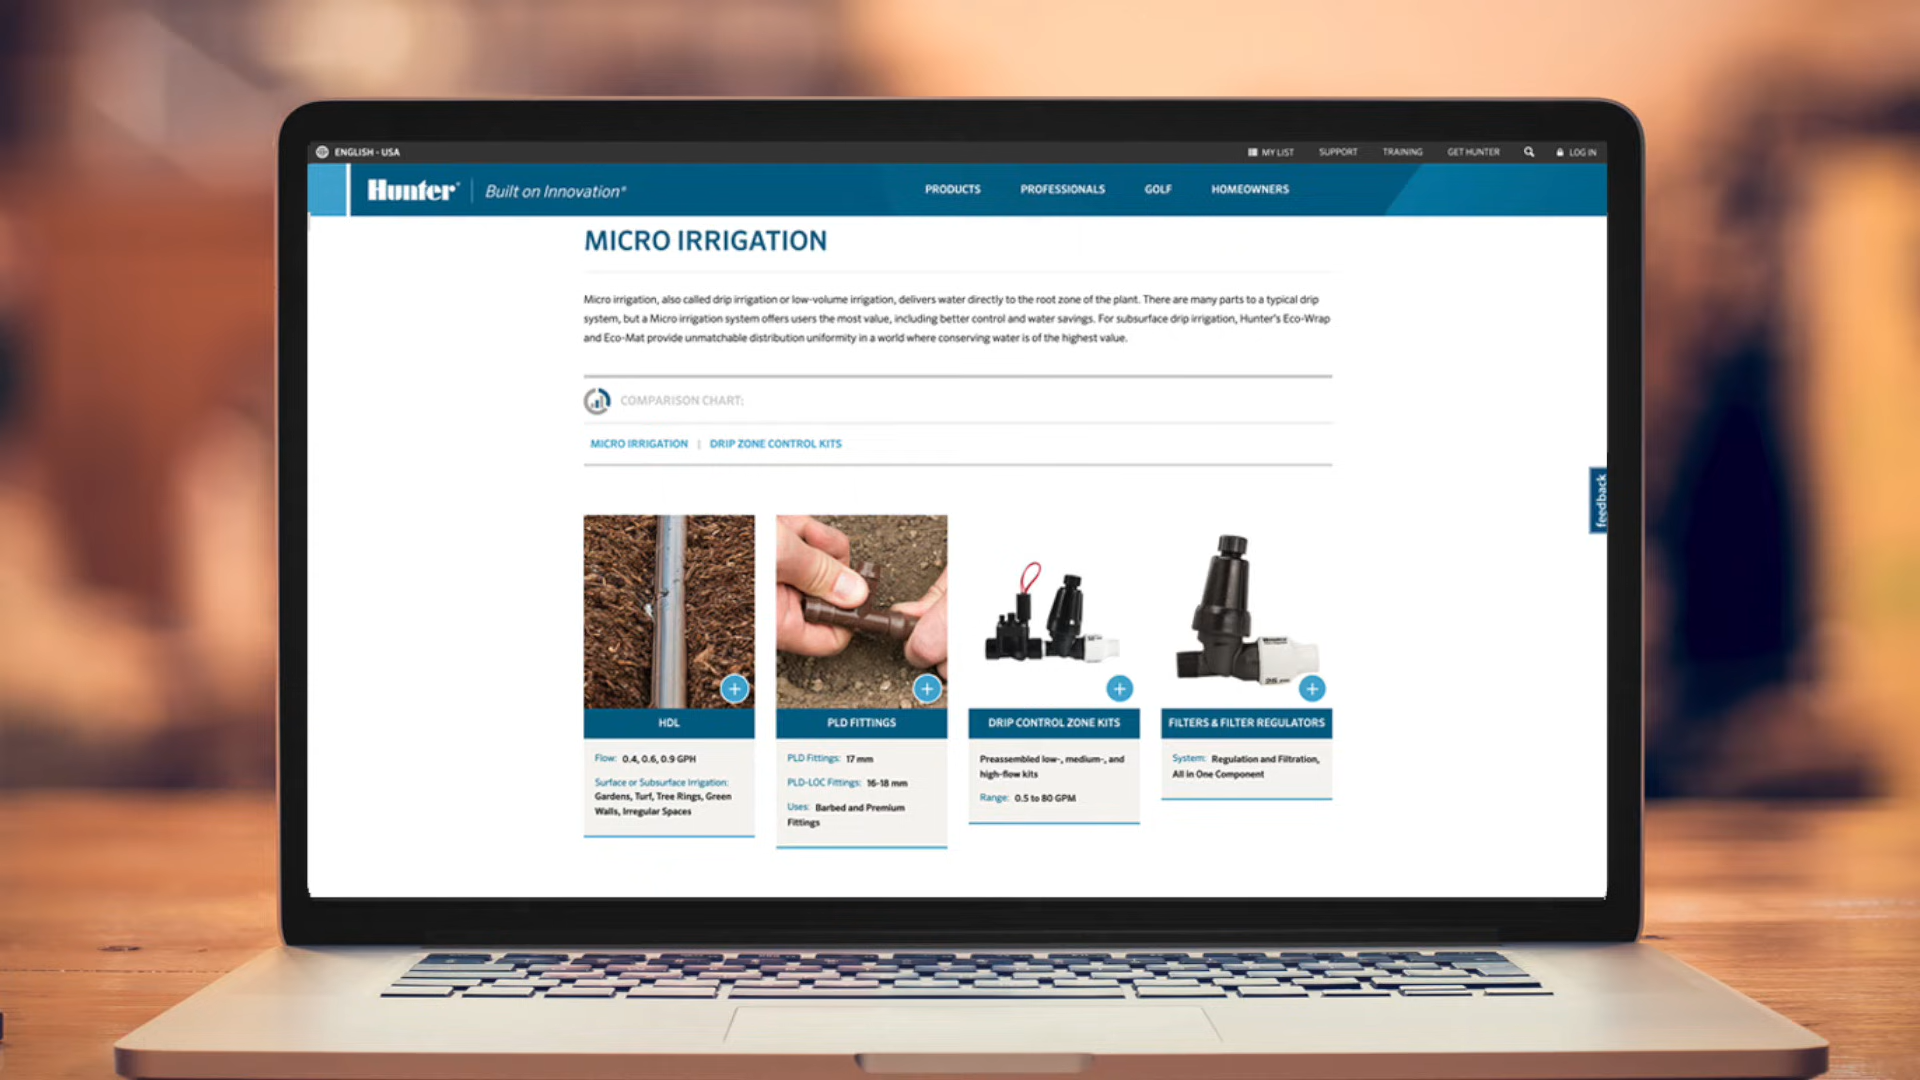 ENGLISH - USA
MY LIST SUPPORT TRAINING GET HUNTER LOG IN
Hunter® Built on Innovation®
PRODUCTS PROFESSIONALS GOLF HOMEOWNERS
MICRO IRRIGATION
Micro irrigation, also called drip irrigation or low-volume irrigation, delivers water directly to the root zone of the plant. There are many parts to a typical drip
system, but a Micro irrigation system offers users the most value, including better control and water savings. For subsurface drip irrigation, Hunter's Eco-Wrap
and Eco-Mat provide unmatchable distribution uniformity in a world where conserving water is of the highest value.
COMPARISON CHART:
MICRO IRRIGATION | DRIP ZONE CONTROL KITS
feedback
HDL
Flow: 0.4, 0.6, 0.9 GPH
Surface or Subsurface Irrigation:
Gardens, Turf, Tree Rings, Green
Walls, Irregular Spaces
PLD FITTINGS
PLD Fittings: 17 mm
PLD-LOC Fittings: 16-18 mm
Uses: Barbed and Premium
Fittings
DRIP CONTROL ZONE KITS
Preassembled low-, medium-, and
high-flow kits
Range: 0.5 to 80 GPM
FILTERS & FILTER REGULATORS
System: Regulation and Filtration,
All in One Component